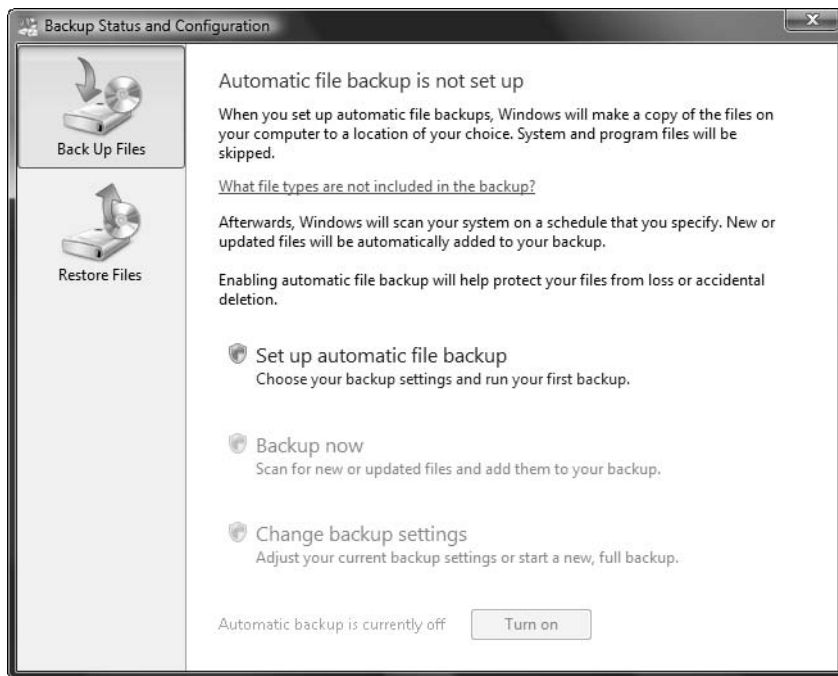 Backup Status and Configuration
X
Back Up Files
Restore Files
Automatic file backup is not set up
When you set up automatic file backups, Windows will make a copy of the files on
your computer to a location of your choice. System and program files will be
skipped.
What file types are not included in the backup?
Afterwards, Windows will scan your system on a schedule that you specify. New or
updated files will be automatically added to your backup.
Enabling automatic file backup will help protect your files from loss or accidental
deletion.
Set up automatic file backup
Choose your backup settings and run your first backup.
Backup now
Scan for new or updated files and add them to your backup.
Change backup settings
Adjust your current backup settings or start a new, full backup.
Automatic backup is currently off
Turn on